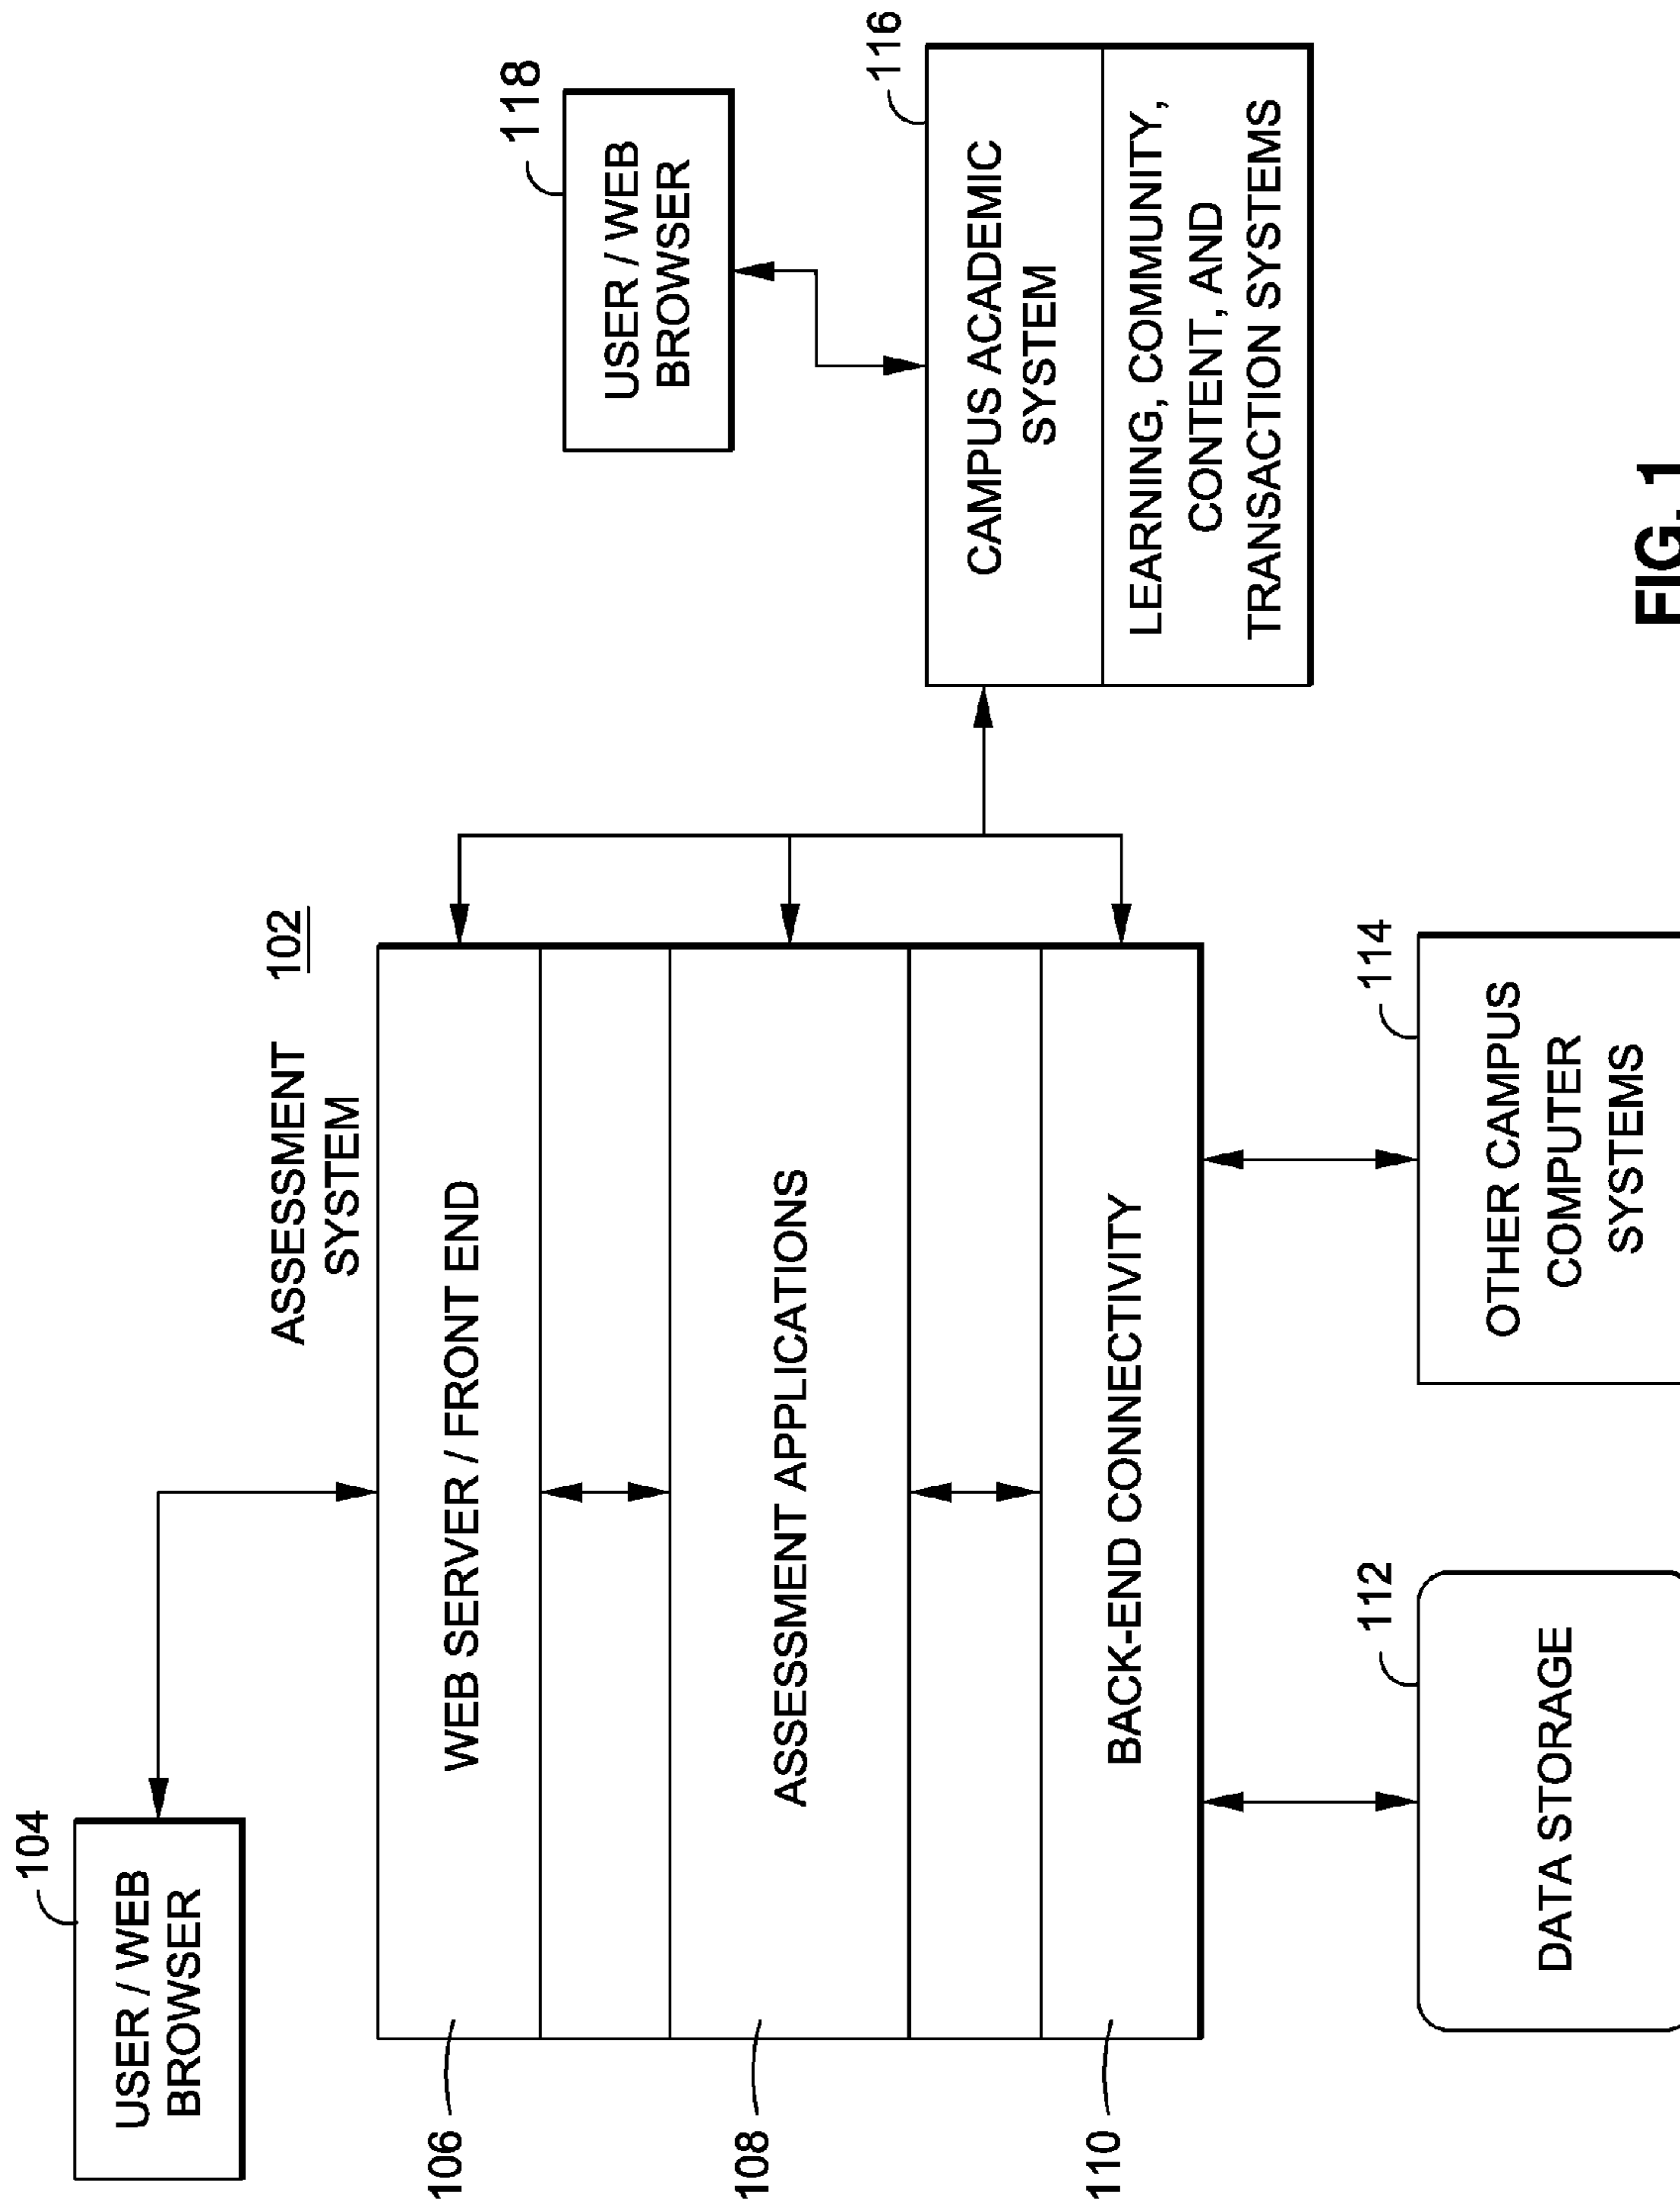 104
USER / WEB
BROWSER
ASSESSMENT 102
SYSTEM
106
WEB SERVER / FRONT END
108
ASSESSMENT APPLICATIONS
110
BACK-END CONNECTIVITY
112
DATA STORAGE
114
OTHER CAMPUS
COMPUTER
SYSTEMS
118
USER / WEB
BROWSER
116
CAMPUS ACADEMIC
SYSTEM
LEARNING, COMMUNITY,
CONTENT, AND
TRANSACTION SYSTEMS
FIG. 1